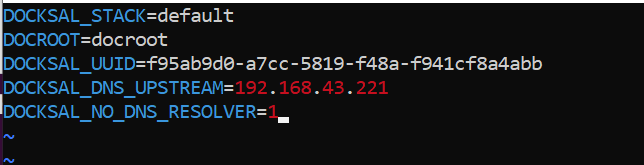 DOCKSAL_STACK=default
DOCROOT=docroot
DOCKSAL_UUID=f95ab9d0-a7cc-5819-f48a-f941cf8a4abb
DOCKSAL_DNS_UPSTREAM=192.168.43.221
DOCKSAL_NO_DNS_RESOLVER=1
~
~